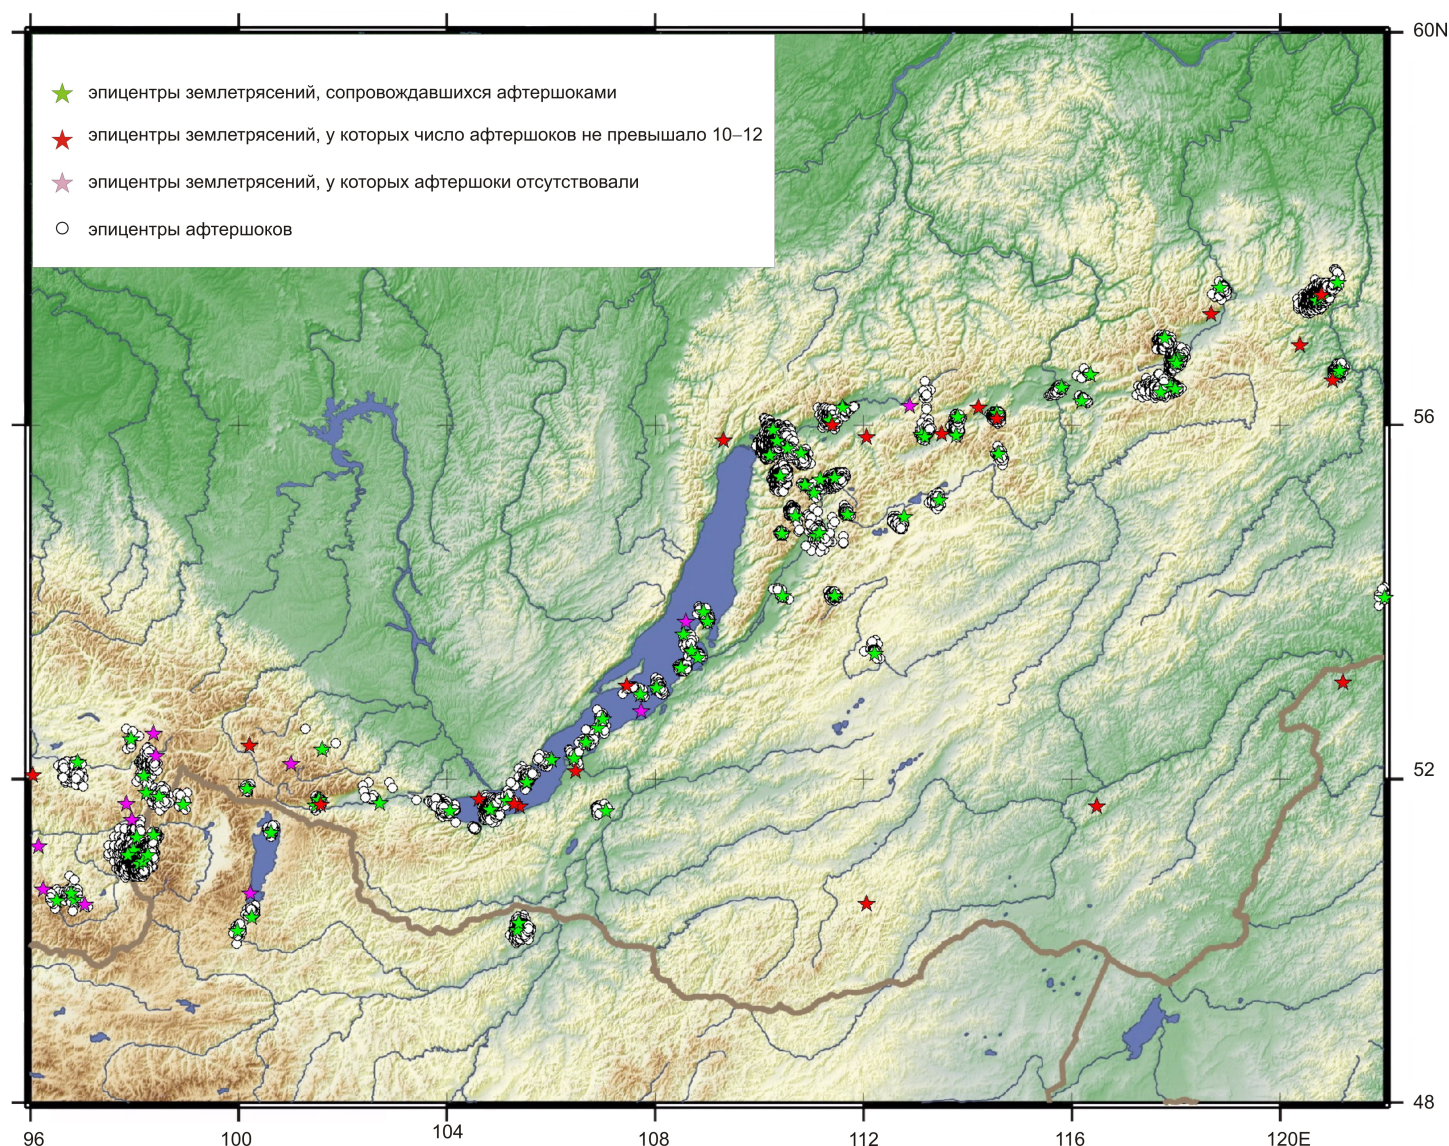 60N
эпицентры землетрясений, сопровождавшихся афтершоками
эпицентры землетрясений, у которых число афтершоков не превышало 10–12
эпицентры землетрясений, у которых афтершоки отсутствовали
эпицентры афтершоков
56
52
48
96 100 104 108 112 116 120E